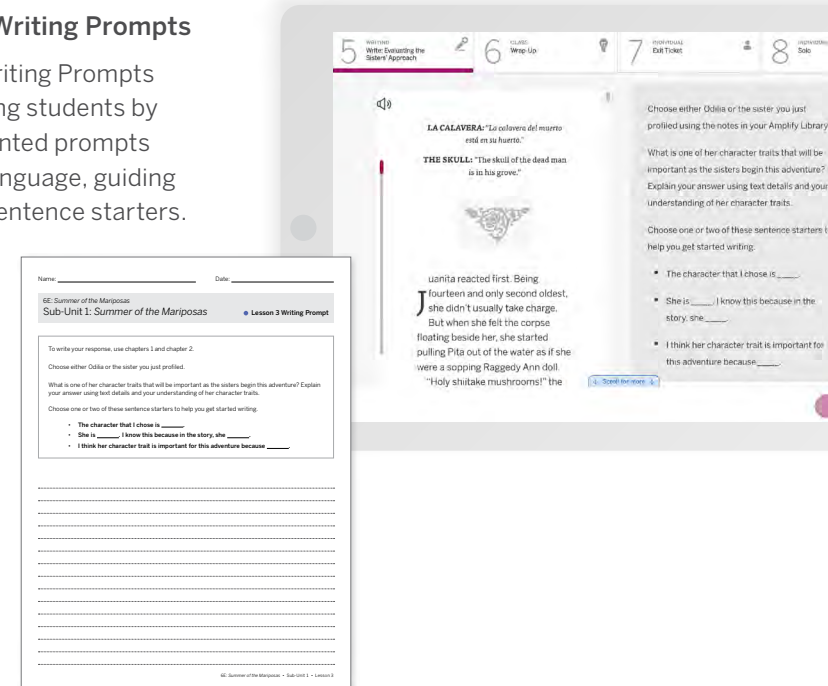 Writing Prompts
riting Prompts
ng students by
nted prompts
nguage, guiding
entence starters.
5
WRITING
Write: Evaluating the
Sisters' Approach
6
CLASS
Wrap-Up
7
INDIVIDUAL
Exit Ticket
8
Solo
LA CALAVERA: "La calavera del muerto
está en su huerto."
THE SKULL: "The skull of the dead man
is in his grove."
uanita reacted first. Being
J fourteen and only second oldest,
she didn't usually take charge.
But when she felt the corpse
floating beside her, she started
pulling Pita out of the water as if she
were a sopping Raggedy Ann doll.
"Holy shiitake mushrooms!" the
Scroll for more
Choose either Odilia or the sister you just
profiled using the notes in your Amplify Library.
What is one of her character traits that will be
important as the sisters begin this adventure?
Explain your answer using text details and your
understanding of her character traits.
Choose one or two of these sentence starters t
help you get started writing.
▪ The character that I chose is ____.
▪ She is ____. I know this because in the
story, she ____.
▪ I think her character trait is important for
this adventure because ____.
Name: ____ Date: ____
6E: Summer of the Mariposas
Sub-Unit 1: Summer of the Mariposas ● Lesson 3 Writing Prompt
To write your response, use chapters 1 and chapter 2.
Choose either Odilia or the sister you just profiled.
What is one of her character traits that will be important as the sisters begin this adventure? Explain
your answer using text details and your understanding of her character traits.
Choose one or two of these sentence starters to help you get started writing.
• The character that I chose is ____.
• She is ____. I know this because in the story, she ____.
• I think her character trait is important for this adventure because ____.
6E: Summer of the Mariposas • Sub-Unit 1 • Lesson 3